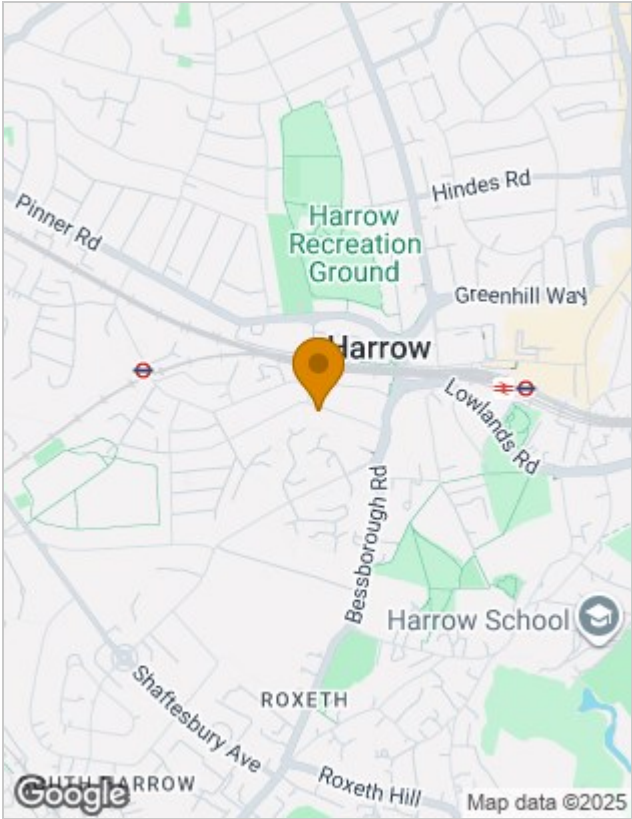 Hindes Rd
Pinner Rd
Harrow
Recreation
Ground
Greenhill Way
Harrow
Lowlands Rd
Bessborough Rd
Harrow School
ROXETH
Shaftesbury Ave
HARROW
Roxeth Hill
Google
Map data ©2025